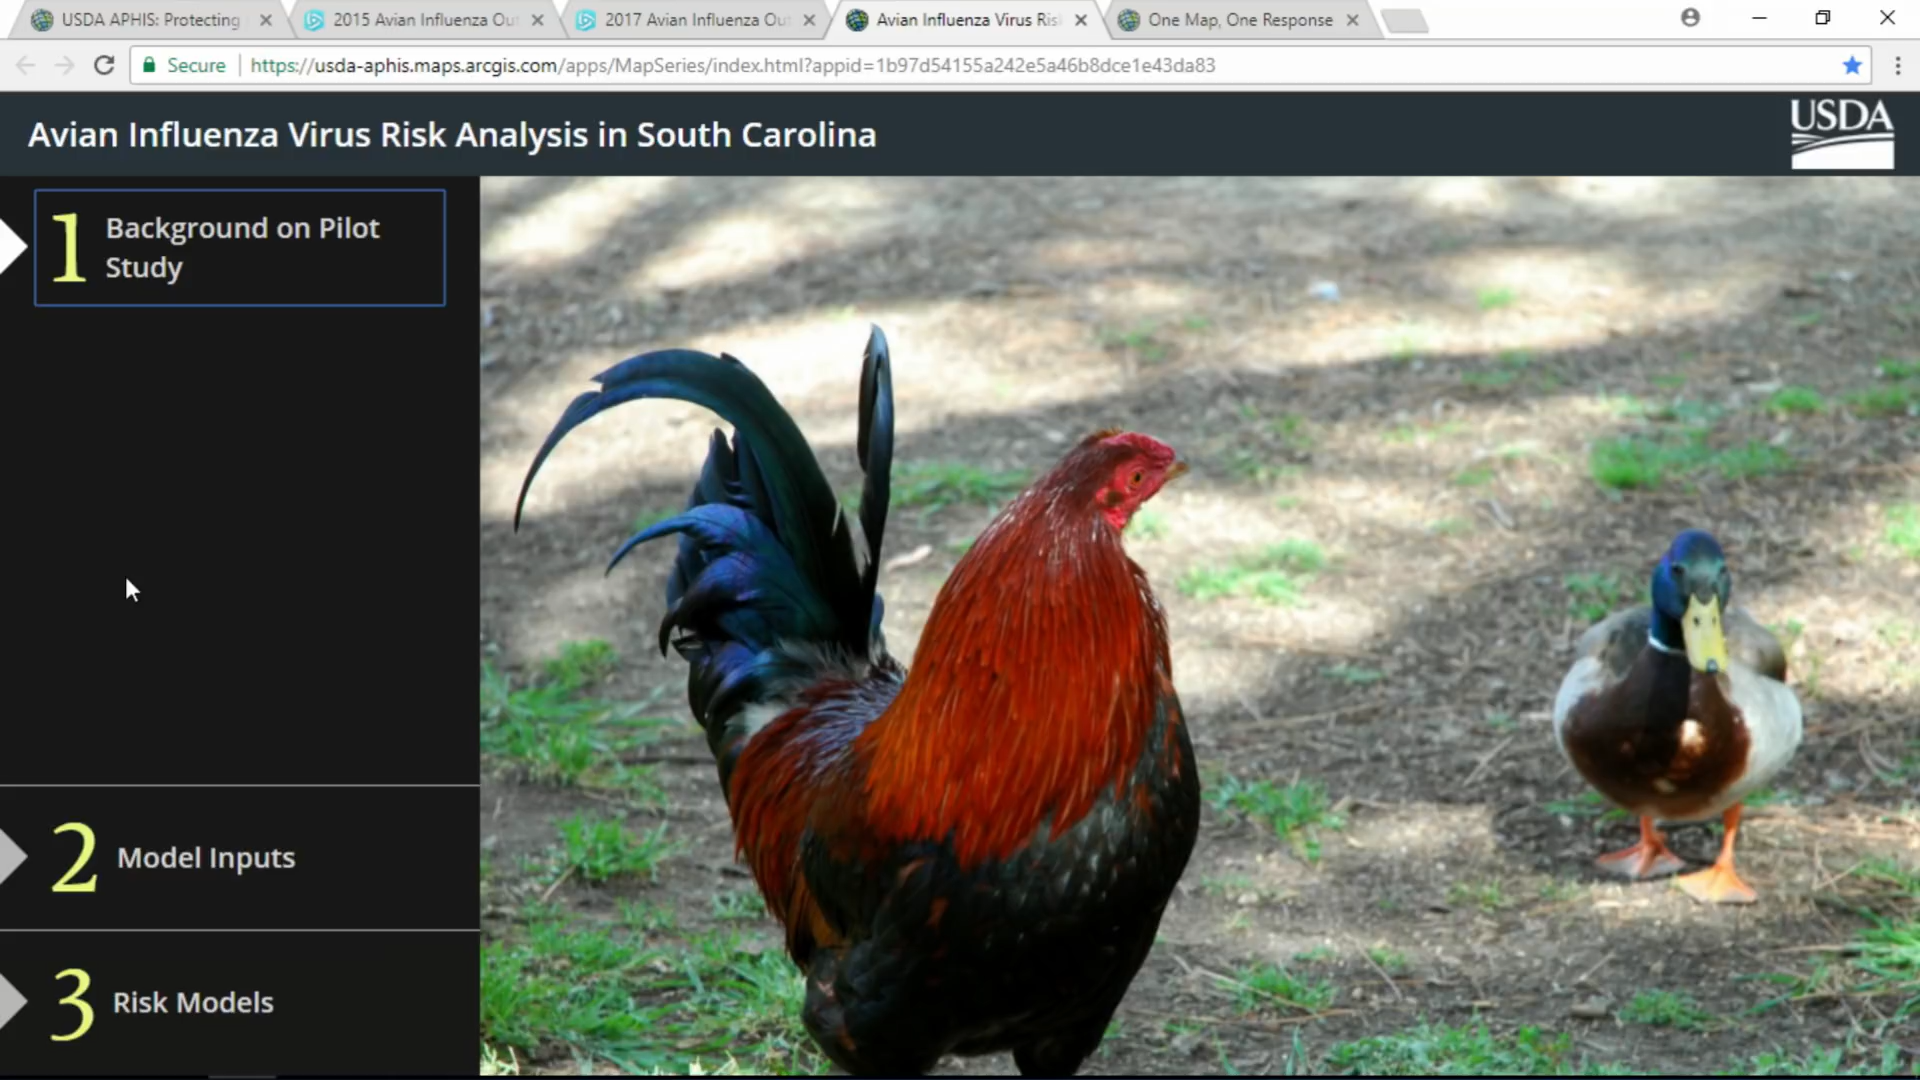 USDA APHIS: Protecting
2015 Avian Influenza Ou
2017 Avian Influenza Out
Avian Influenza Virus Ris
One Map, One Response
Secure
https://usda-aphis.maps.arcgis.com/apps/MapSeries/index.html?appid=1b97d54155a242e5a46b8dce1e43da83
Avian Influenza Virus Risk Analysis in South Carolina
USDA
1 Background on Pilot
Study
2 Model Inputs
3 Risk Models